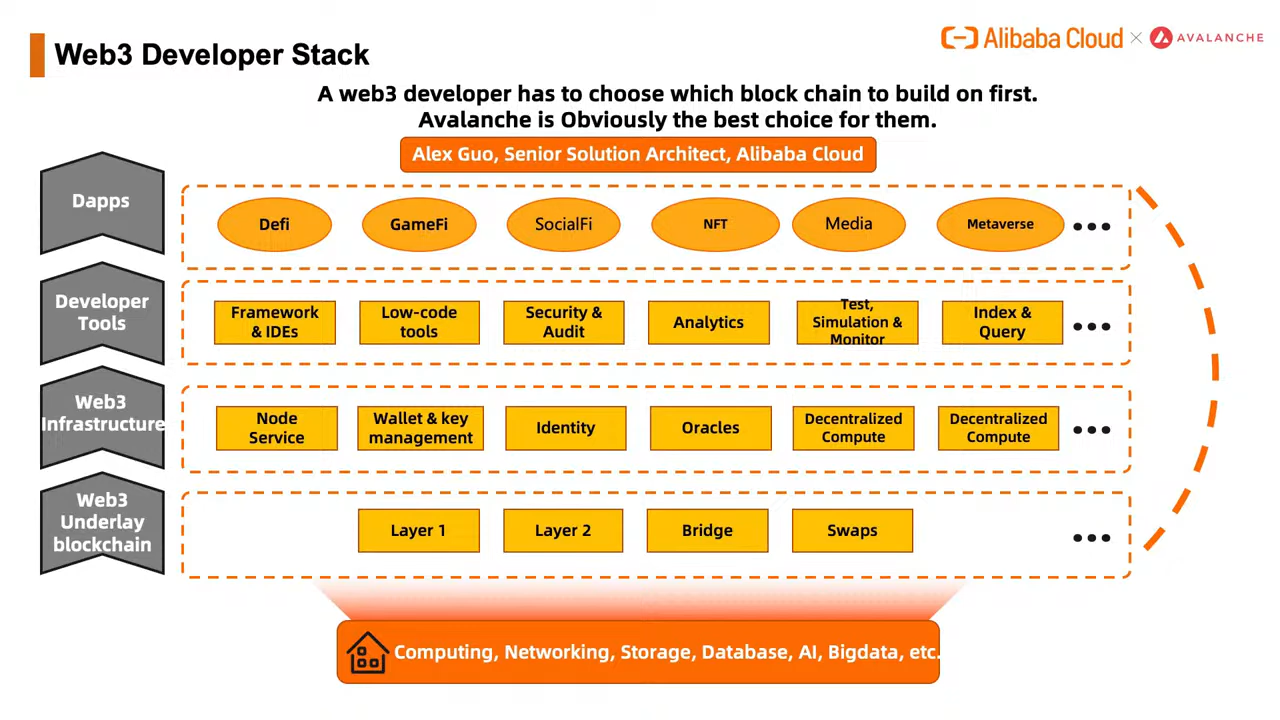 Web3 Developer Stack
Alibaba Cloud × AVALANCHE
A web3 developer has to choose which block chain to build on first.
Avalanche is Obviously the best choice for them.
Alex Guo, Senior Solution Architect, Alibaba Cloud
Dapps
Defi
GameFi
SocialFi
NFT
Media
Metaverse
•••
Developer
Tools
Framework
& IDEs
Low-code
tools
Security &
Audit
Analytics
Test,
Simulation &
Monitor
Index &
Query
•••
Web3
Infrastructure
Node
Service
Wallet & key
management
Identity
Oracles
Decentralized
Compute
Decentralized
Compute
•••
Web3
Underlay
blockchain
Layer 1
Layer 2
Bridge
Swaps
•••
Computing, Networking, Storage, Database, AI, Bigdata, etc.